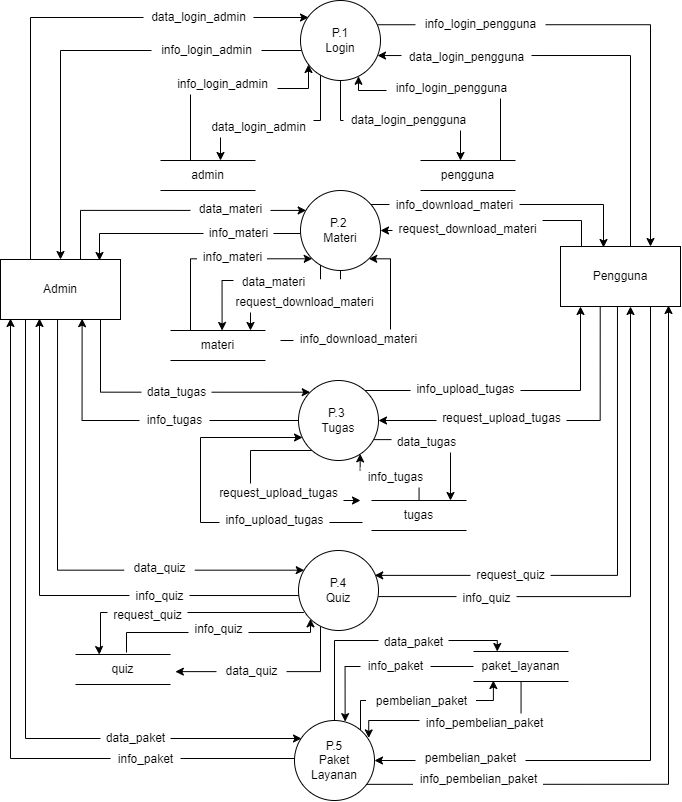 data_login_admin
P.1
Login
info_login_pengguna
info_login_admin
data_login_pengguna
info_login_admin
info_login_pengguna
data_login_admin
data_login_pengguna
admin
pengguna
data_materi
P.2
Materi
info_download_materi
info_materi
request_download_materi
info_materi
data_materi
request_download_materi
info_download_materi
materi
Admin
Pengguna
data_tugas
P.3
Tugas
info_upload_tugas
info_tugas
request_upload_tugas
data_tugas
info_tugas
request_upload_tugas
info_upload_tugas
tugas
data_quiz
P.4
Quiz
request_quiz
info_quiz
info_quiz
request_quiz
info_quiz
quiz
data_quiz
data_paket
info_paket
paket_layanan
pembelian_paket
info_pembelian_paket
data_paket
P.5
Paket
Layanan
info_paket
pembelian_paket
info_pembelian_paket